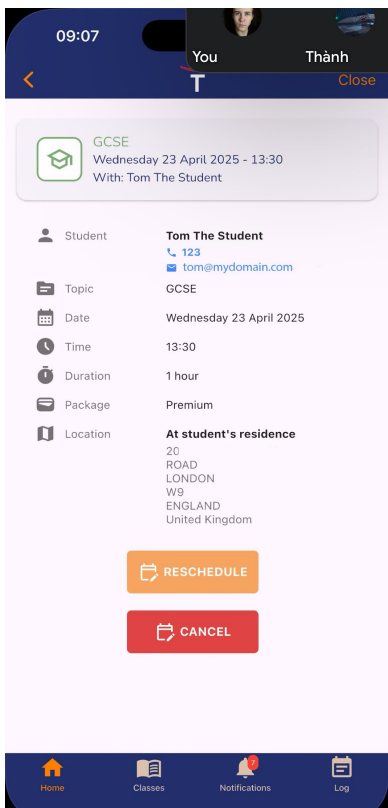 09:07
You
Thành
T
Close
GCSE
Wednesday 23 April 2025 - 13:30
With: Tom The Student
Student
Tom The Student
123
tom@mydomain.com
Topic
GCSE
Date
Wednesday 23 April 2025
Time
13:30
Duration
1 hour
Package
Premium
Location
At student's residence
20
ROAD
LONDON
W9
ENGLAND
United Kingdom
RESCHEDULE
CANCEL
7
Home
Classes
Notifications
Log